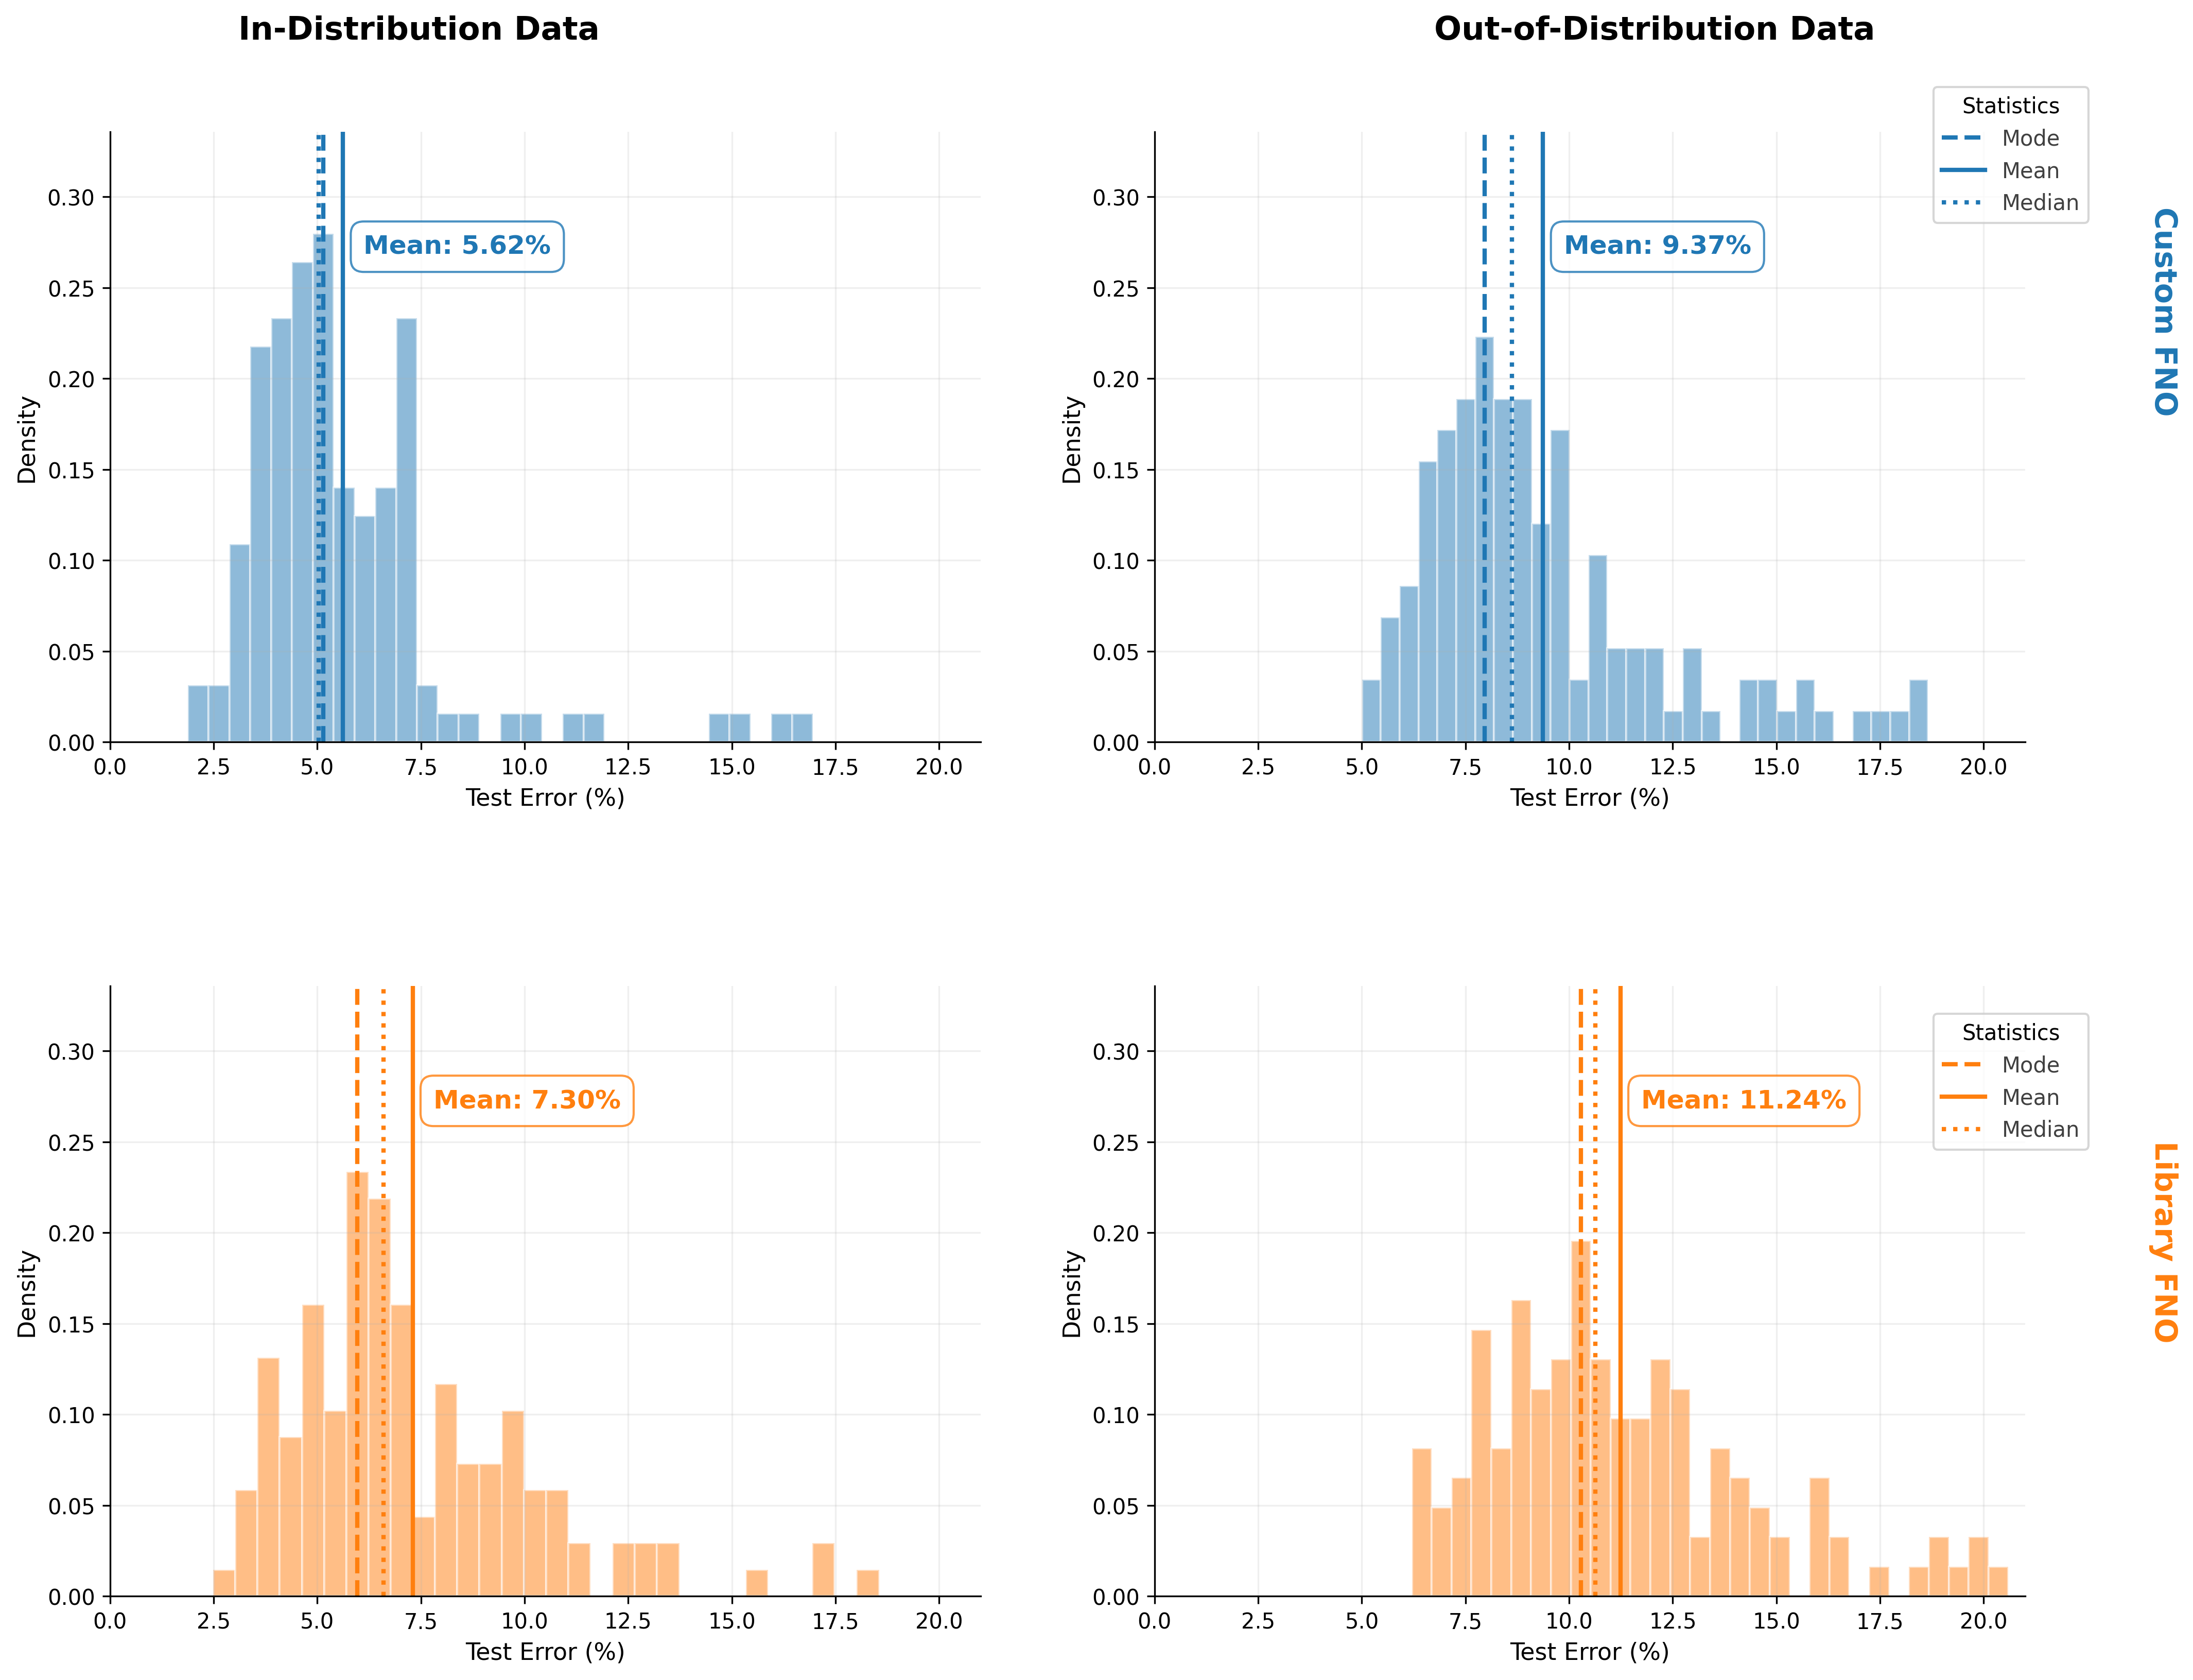 In-Distribution Data
Out-of-Distribution Data
Statistics
Mode
Mean
Median
Custom FNO
Mean: 5.62%
Mean: 9.37%
Density
0.30
0.25
0.20
0.15
0.10
0.05
0.00
0.0 2.5 5.0 7.5 10.0 12.5 15.0 17.5 20.0
Test Error (%)
Density
0.30
0.25
0.20
0.15
0.10
0.05
0.00
0.0 2.5 5.0 7.5 10.0 12.5 15.0 17.5 20.0
Test Error (%)
Statistics
Mode
Mean
Median
Library FNO
Mean: 7.30%
Mean: 11.24%
Density
0.30
0.25
0.20
0.15
0.10
0.05
0.00
0.0 2.5 5.0 7.5 10.0 12.5 15.0 17.5 20.0
Test Error (%)
Density
0.30
0.25
0.20
0.15
0.10
0.05
0.00
0.0 2.5 5.0 7.5 10.0 12.5 15.0 17.5 20.0
Test Error (%)